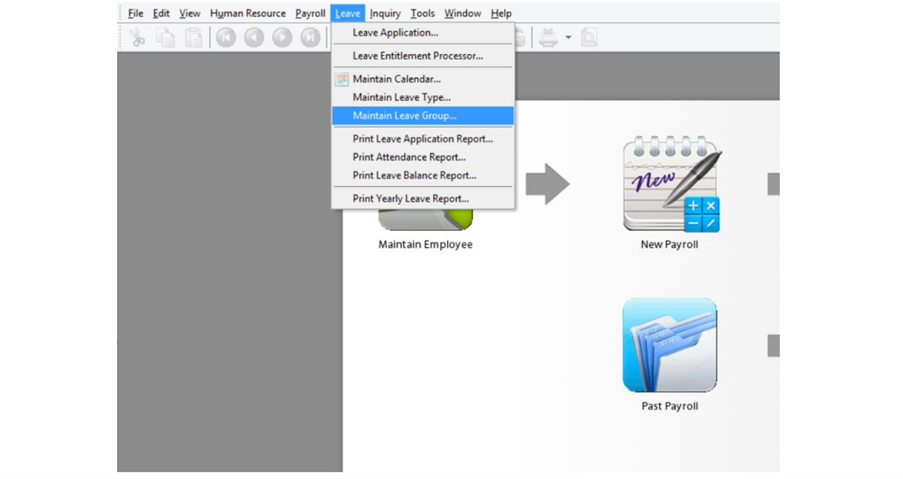 File Edit View Human Resource Payroll Leave Inquiry Tools Window Help
Leave Application...
Leave Entitlement Processor...
Maintain Calendar...
Maintain Leave Type...
Maintain Leave Group...
Print Leave Application Report...
Print Attendance Report...
Print Leave Balance Report...
Print Yearly Leave Report...
New
Maintain Employee
New Payroll
Past Payroll